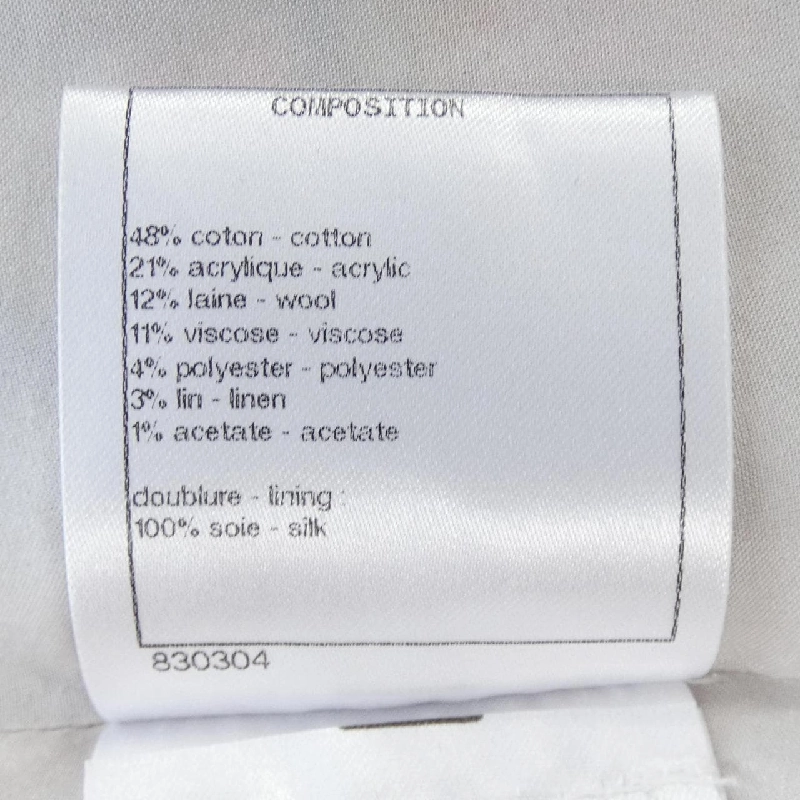 COMPOSITION
48% coton - cotton
21% acrylique - acrylic
12% laine - wool
11% viscose - viscose
4% polyester - polyester
3% lin - linen
1% acetate - acetate
doublure - lining :
100% soie - silk
830304